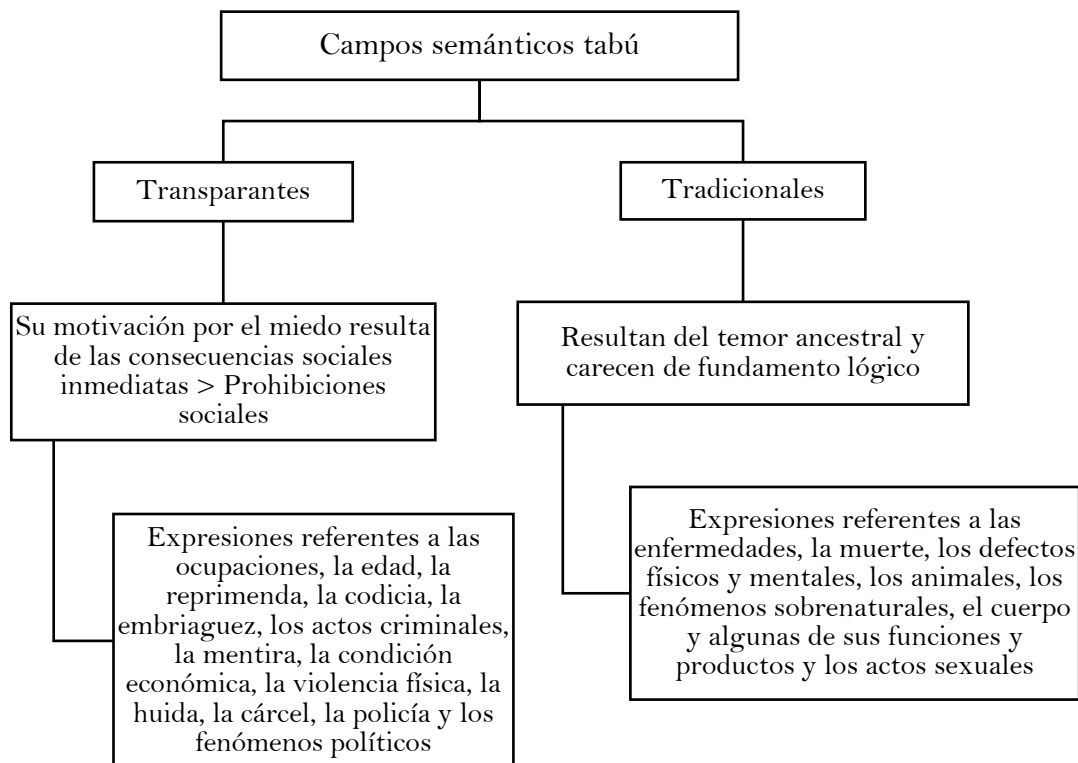 Campos semánticos tabú
Transparantes
Tradicionales
Su motivación por el miedo resulta
de las consecuencias sociales
inmediatas > Prohibiciones
sociales
Resultan del temor ancestral y
carecen de fundamento lógico
Expresiones referentes a las
ocupaciones, la edad, la
reprimenda, la codicia, la
embriaguez, los actos criminales,
la mentira, la condición
económica, la violencia física, la
huida, la cárcel, la policía y los
fenómenos políticos
Expresiones referentes a las
enfermedades, la muerte, los defectos
físicos y mentales, los animales, los
fenómenos sobrenaturales, el cuerpo
y algunas de sus funciones y
productos y los actos sexuales